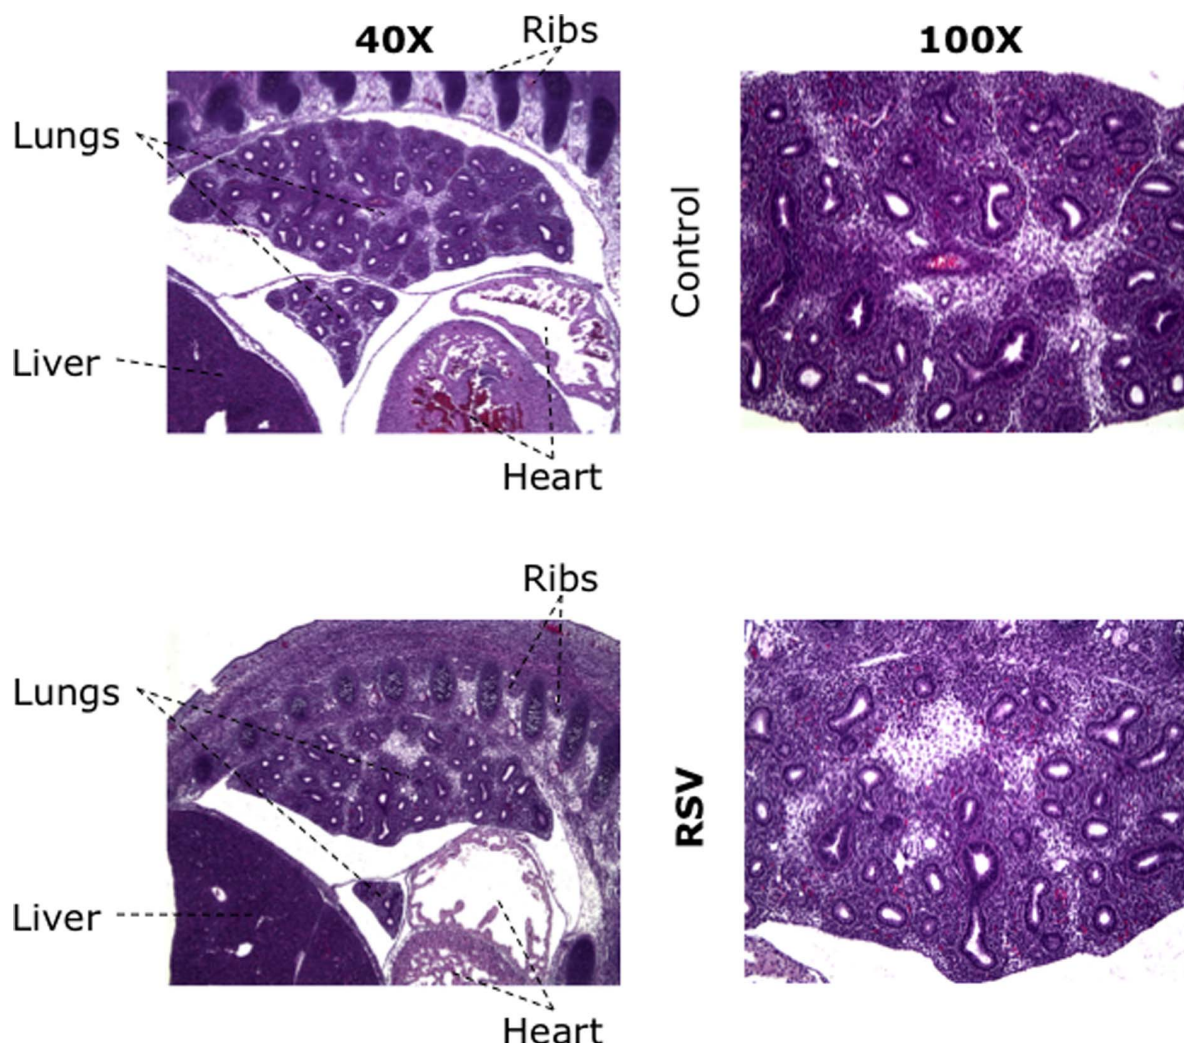 40X
Ribs
100X
Lungs
Control
Liver
Heart
Ribs
Lungs
RSV
Liver
Heart